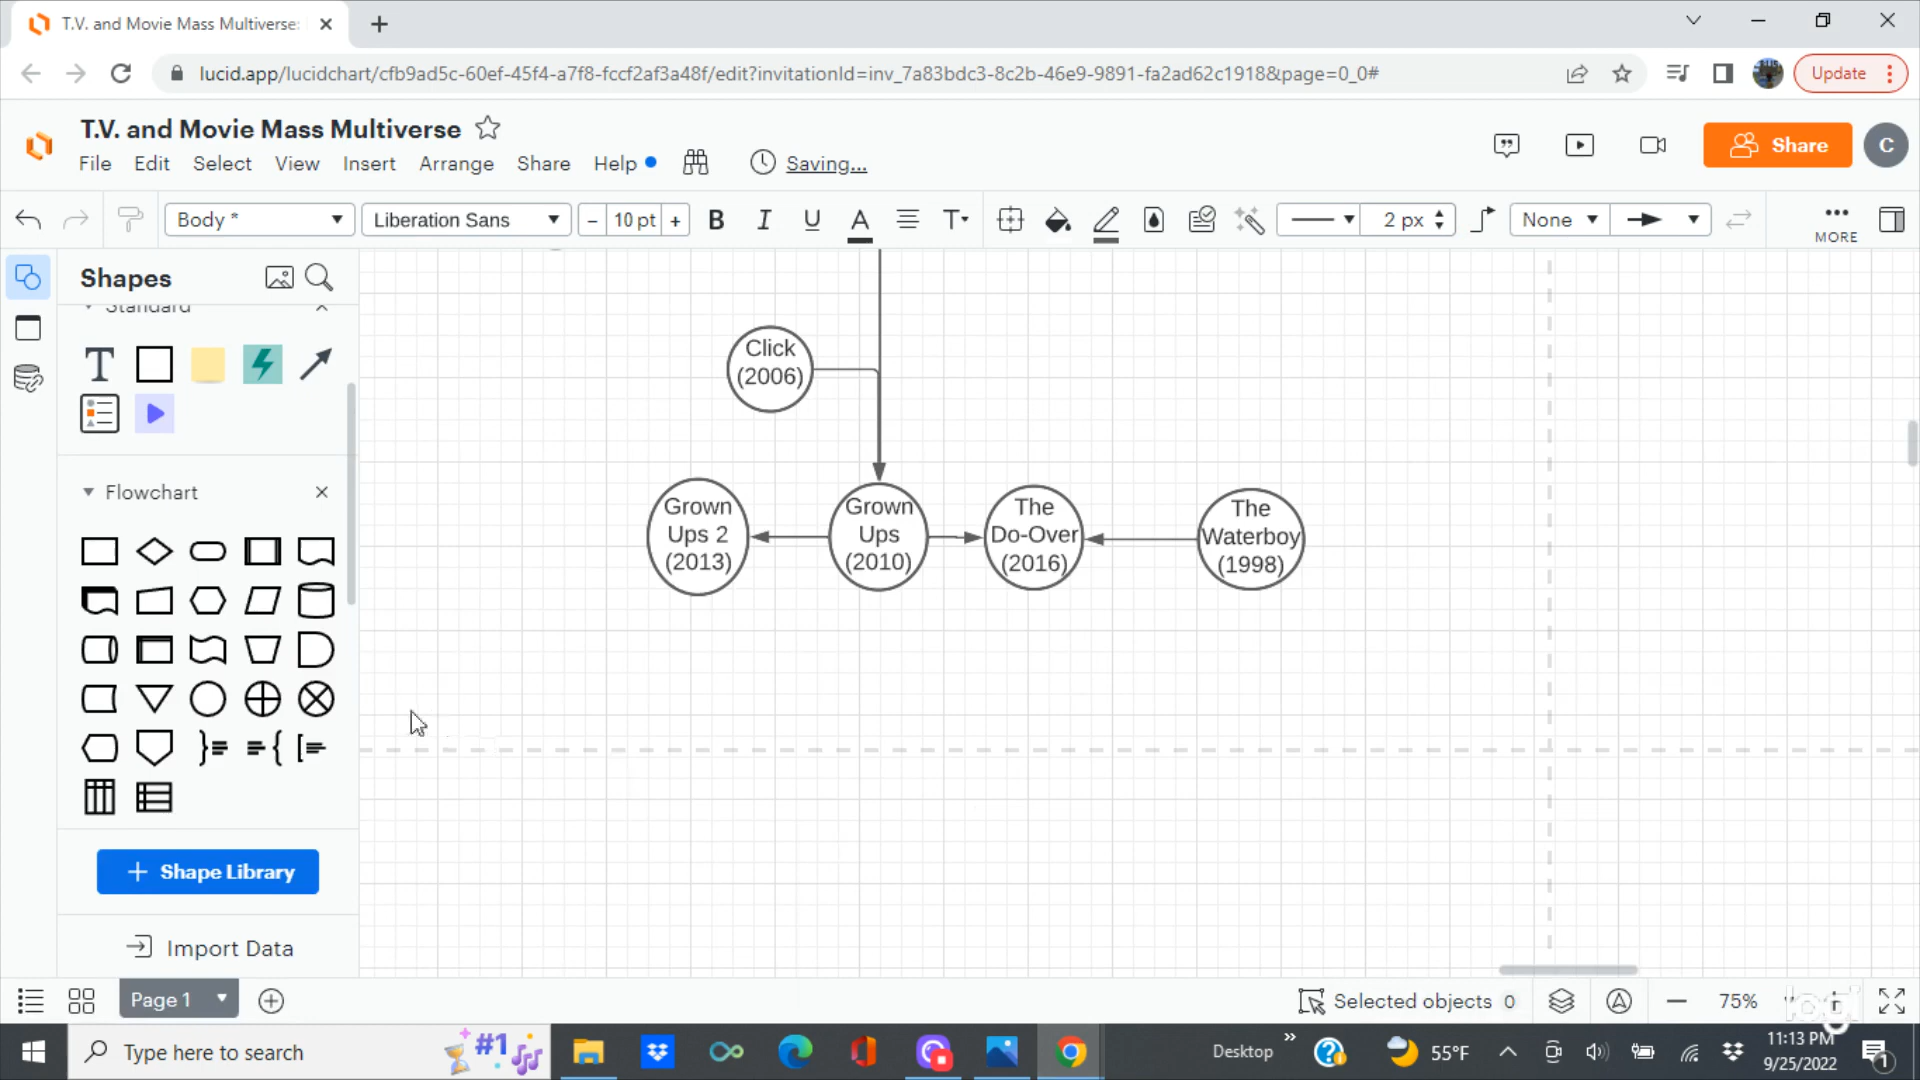 T.V. and Movie Mass Multiverse:
lucid.app/lucidchart/cfb9ad5c-60ef-45f4-a7f8-fccf2af3a48f/edit?invitationId=inv_7a83bdc3-8c2b-46e9-9891-fa2ad62c1918&page=0_0#
Update
T.V. and Movie Mass Multiverse
File Edit Select View Insert Arrange Share Help
Saving...
Share
C
Body *
Liberation Sans
10 pt
B I U A T
2 px
None
MORE
Shapes
Standard
T
Flowchart
Shape Library
Import Data
Click
(2006)
Grown
Ups 2
(2013)
Grown
Ups
(2010)
The
Do-Over
(2016)
The
Waterboy
(1998)
Page 1
Selected objects 0
75%
logi
Type here to search
#1
Desktop
55°F
11:13 PM
9/25/2022
1